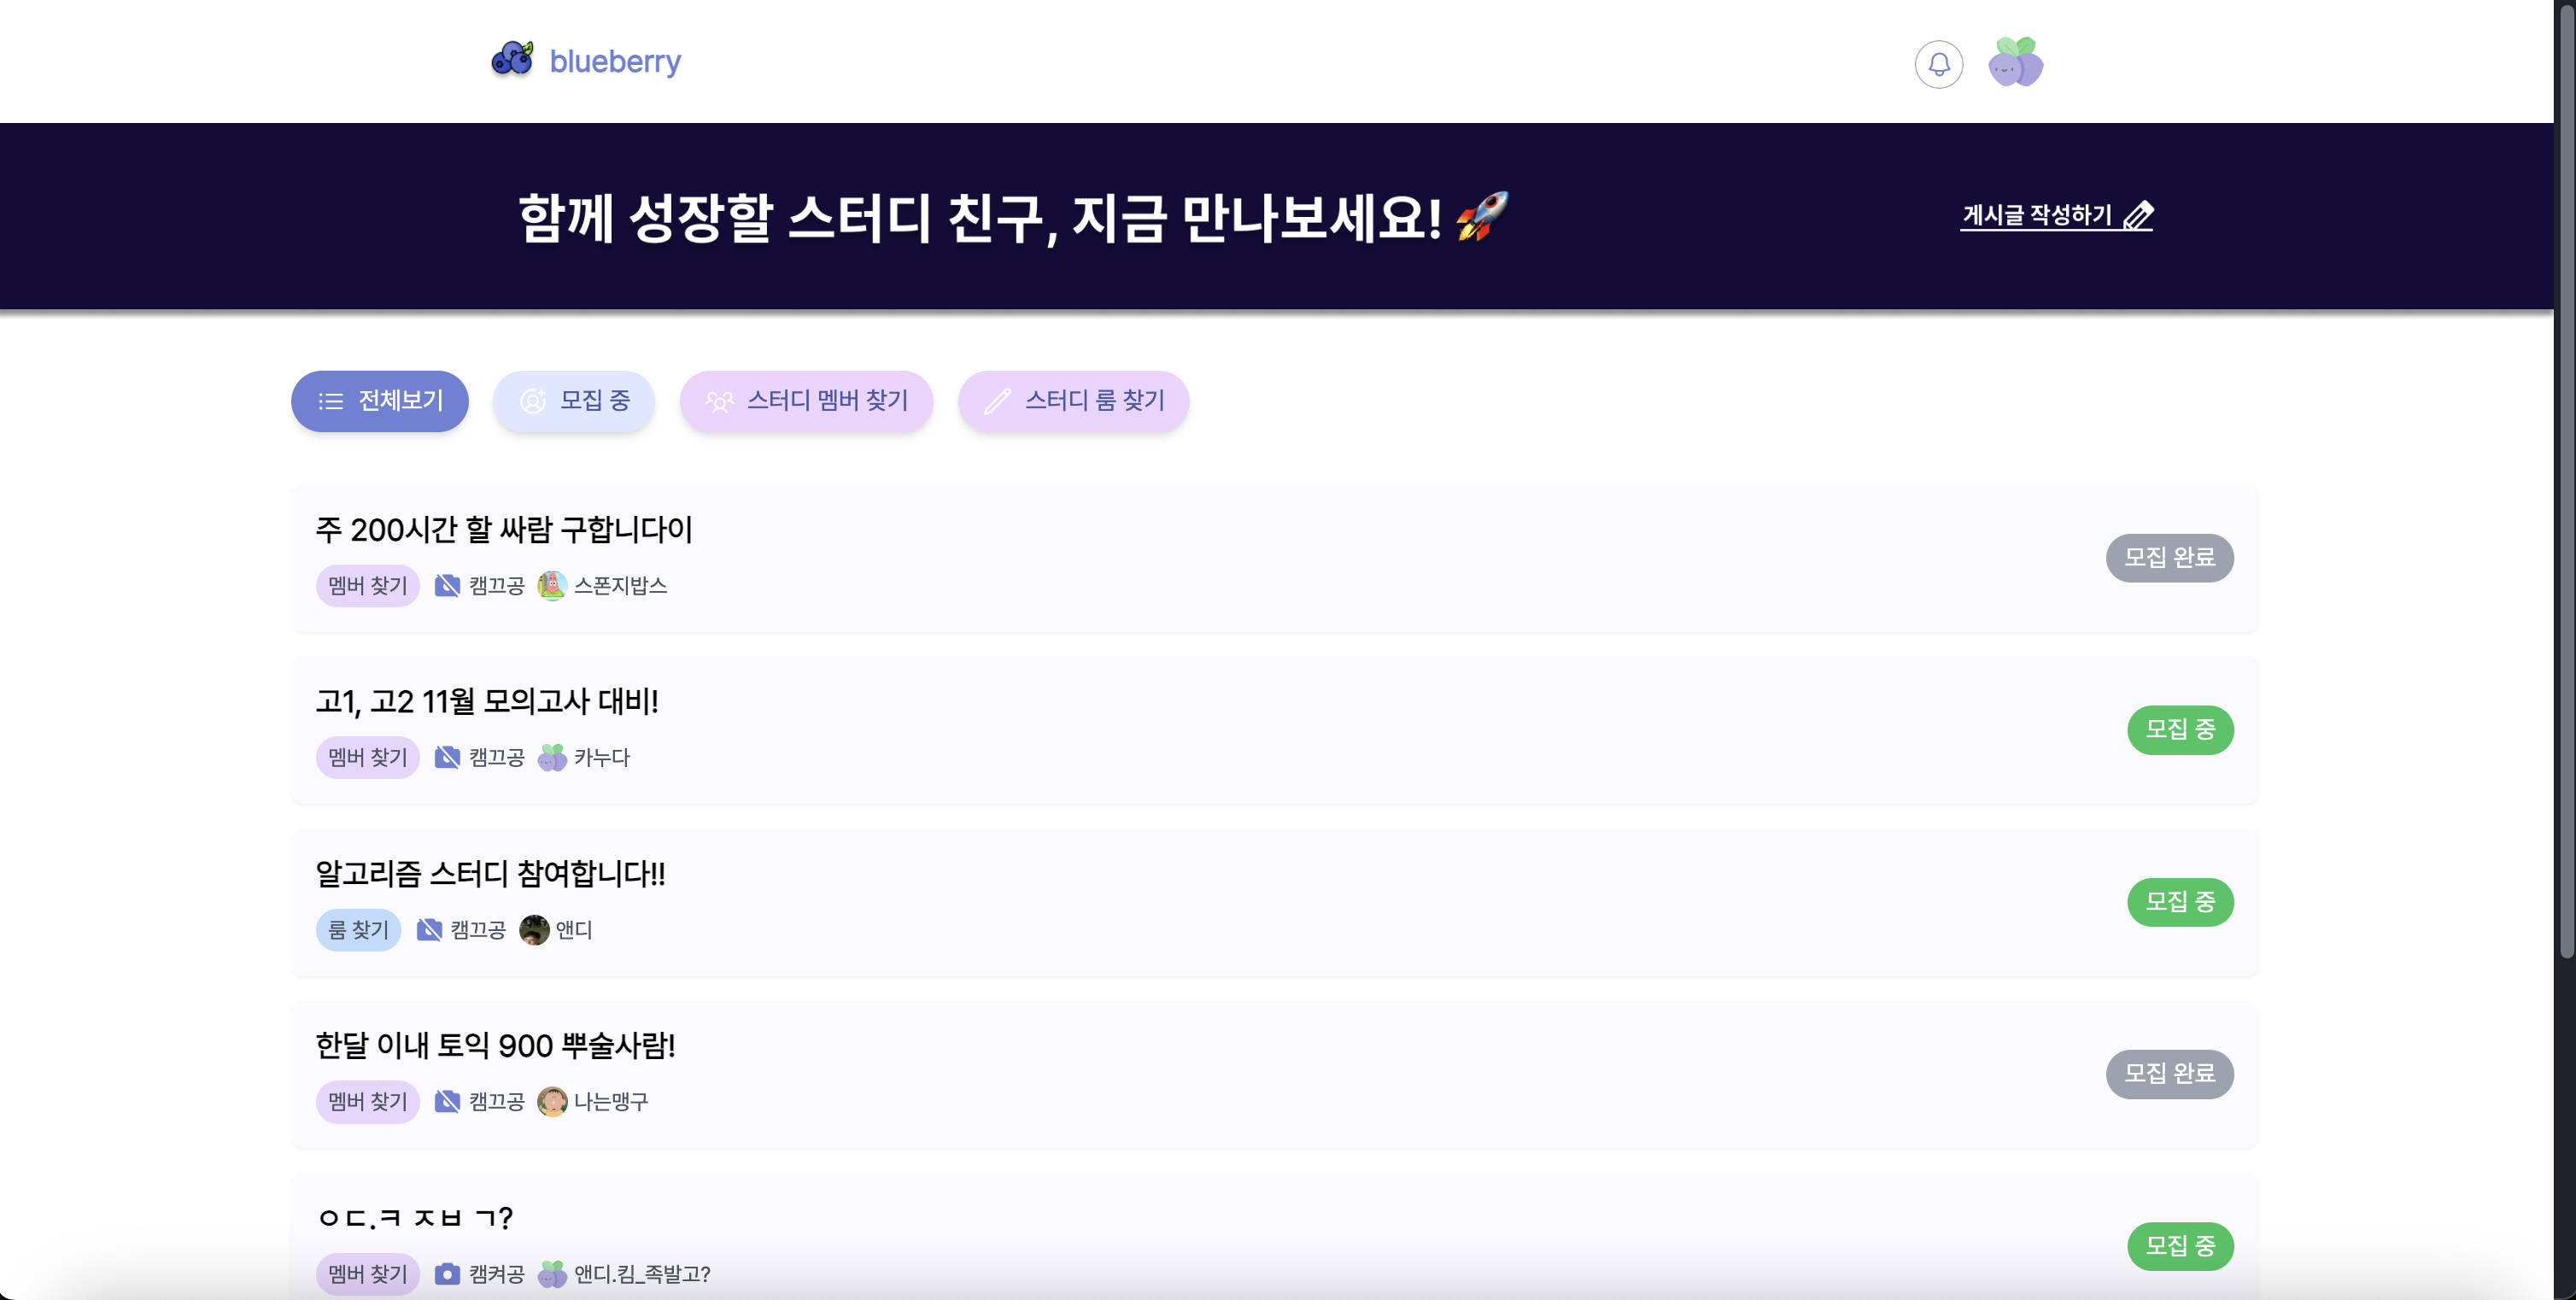 blueberry
함께 성장할 스터디 친구, 지금 만나보세요! 🚀
게시글 작성하기
전체보기
모집 중
스터디 멤버 찾기
스터디 룸 찾기
주 200시간 할 싸람 구합니다이
멤버 찾기 캠끄공 스폰지밥스
모집 완료
고1, 고2 11월 모의고사 대비!
멤버 찾기 캠끄공 카누다
모집 중
알고리즘 스터디 참여합니다!!
룸 찾기 캠끄공 앤디
모집 중
한달 이내 토익 900 뿌술사람!
멤버 찾기 캠끄공 나는맹구
모집 완료
ㅇㄷ.ㅋ ㅈㅂ ㄱ?
멤버 찾기 캠켜공 앤디.킴_족발고?
모집 중